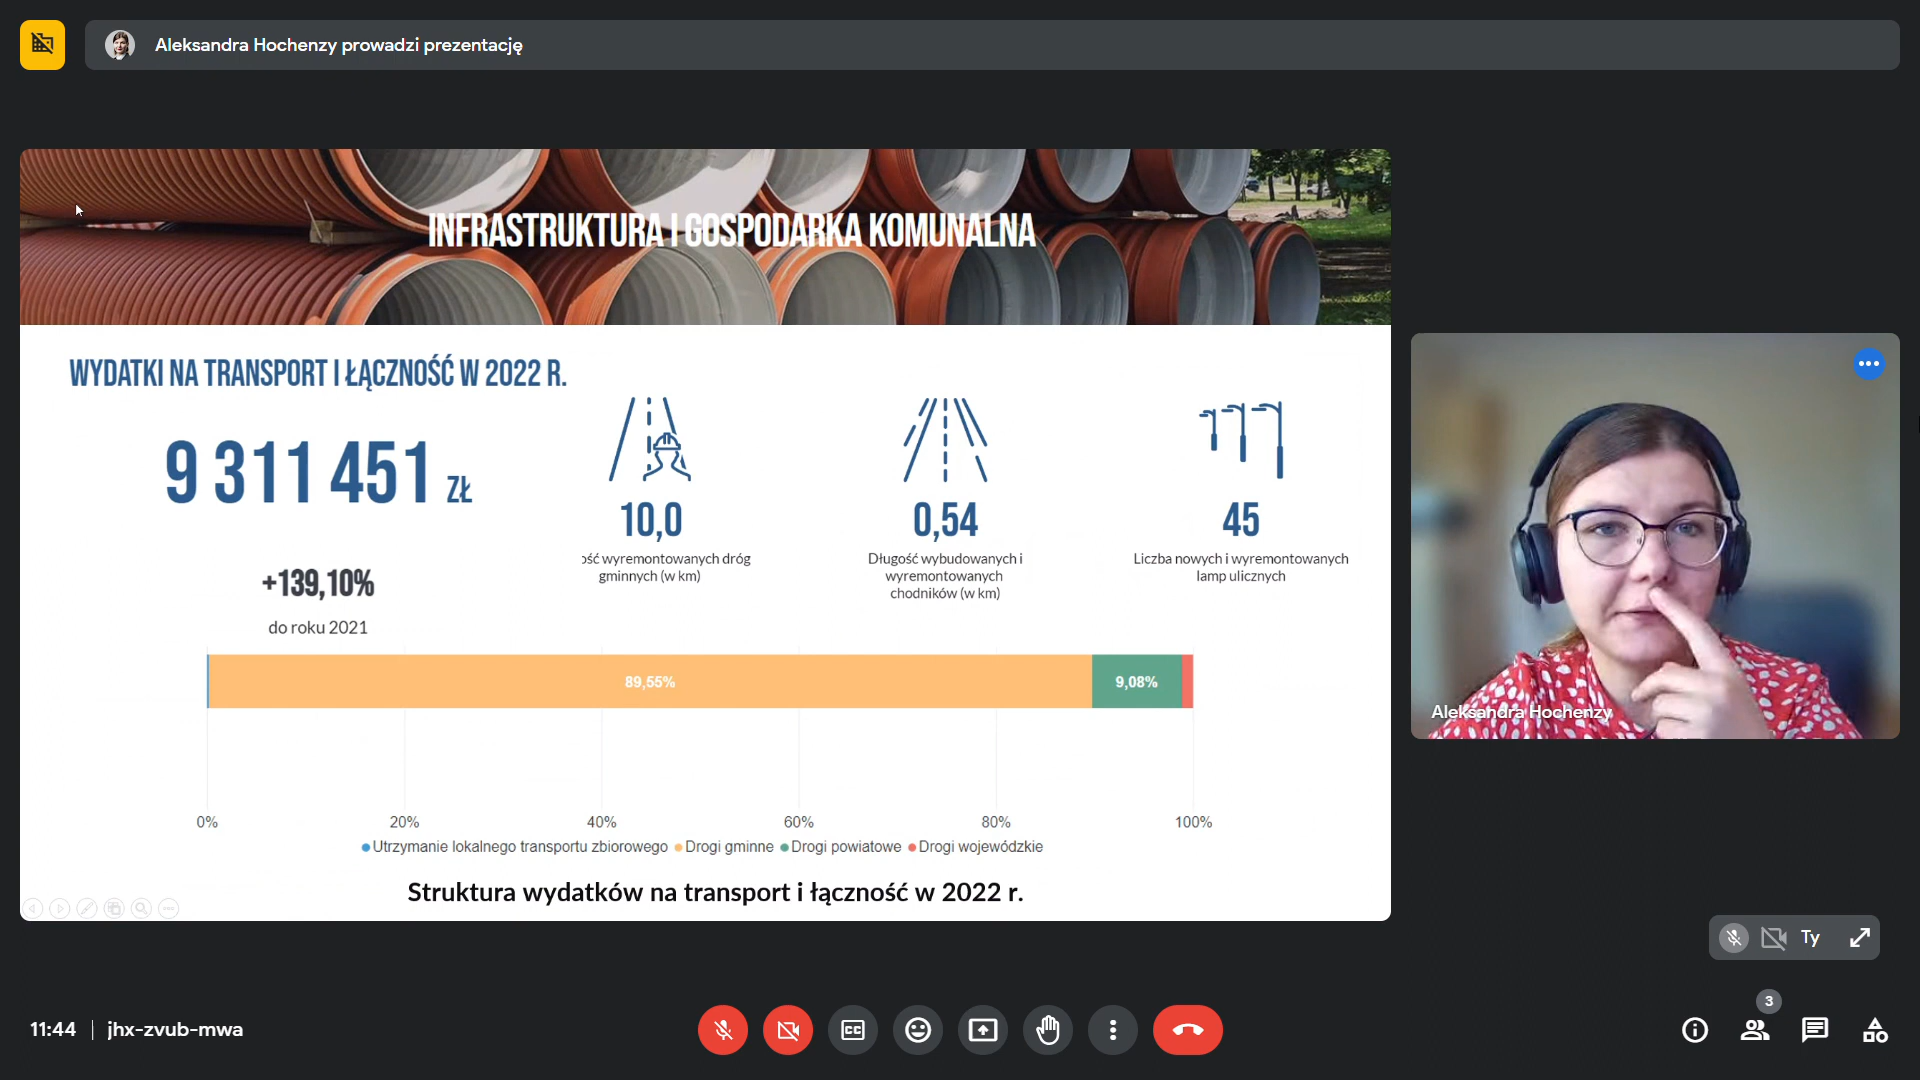 Aleksandra Hochenzy prowadzi prezentację
INFRASTRUKTURA I GOSPODARKA KOMUNALNA
WYDATKI NA TRANSPORT I ŁĄCZNOŚĆ W 2022 R.
9 311 451 ZŁ
+139,10%
do roku 2021
10,0
ość wyremontowanych dróg
gminnych (w km)
0,54
Długość wybudowanych i
wyremontowanych
chodników (w km)
45
Liczba nowych i wyremontowanych
lamp ulicznych
89,55%
9,08%
0%
20%
40%
60%
80%
100%
Utrzymanie lokalnego transportu zbiorowego Drogi gminne Drogi powiatowe Drogi wojewódzkie
Struktura wydatków na transport i łączność w 2022 r.
Aleksandra Hochenzy
Ty
11:44 | jhx-zvub-mwa
CC
3